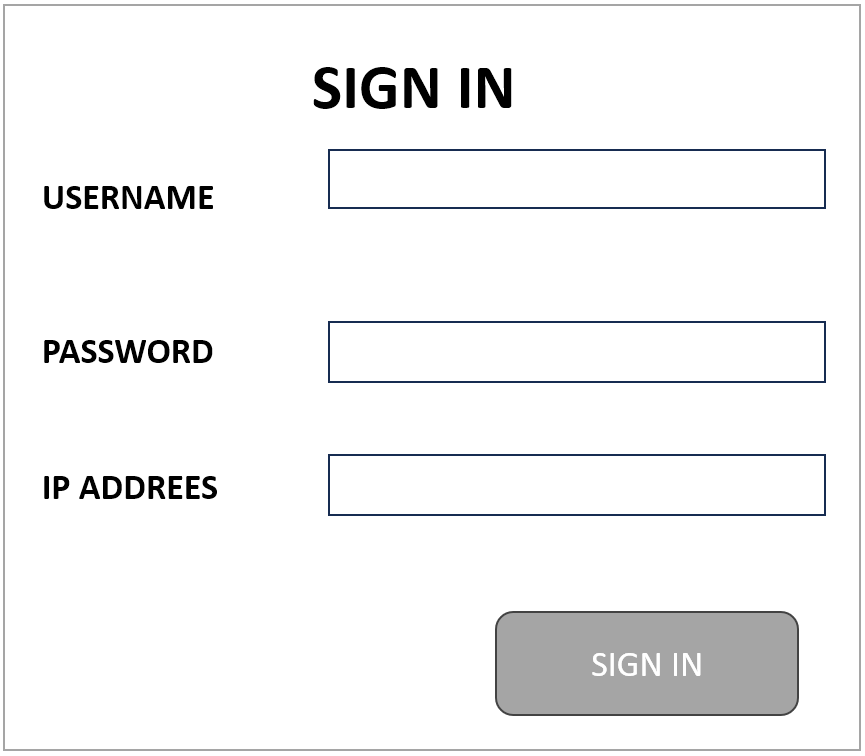 SIGN IN
USERNAME
PASSWORD
IP ADDREES
SIGN IN